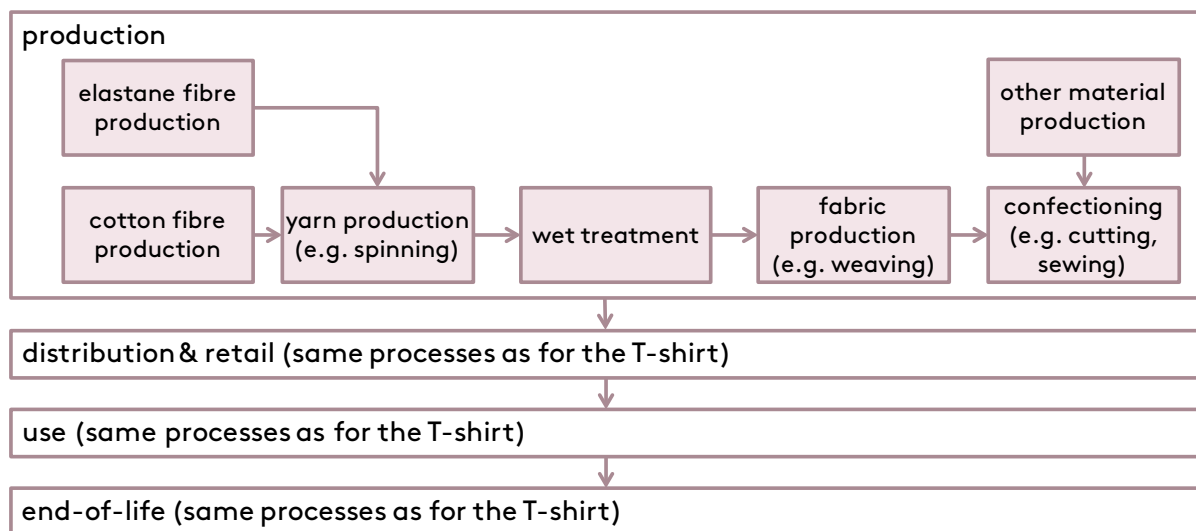 production
elastane fibre
production
other material
production
cotton fibre
production
yarn production
(e.g. spinning)
wet treatment
fabric
production
(e.g. weaving)
confectioning
(e.g. cutting,
sewing)
distribution & retail (same processes as for the T-shirt)
use (same processes as for the T-shirt)
end-of-life (same processes as for the T-shirt)